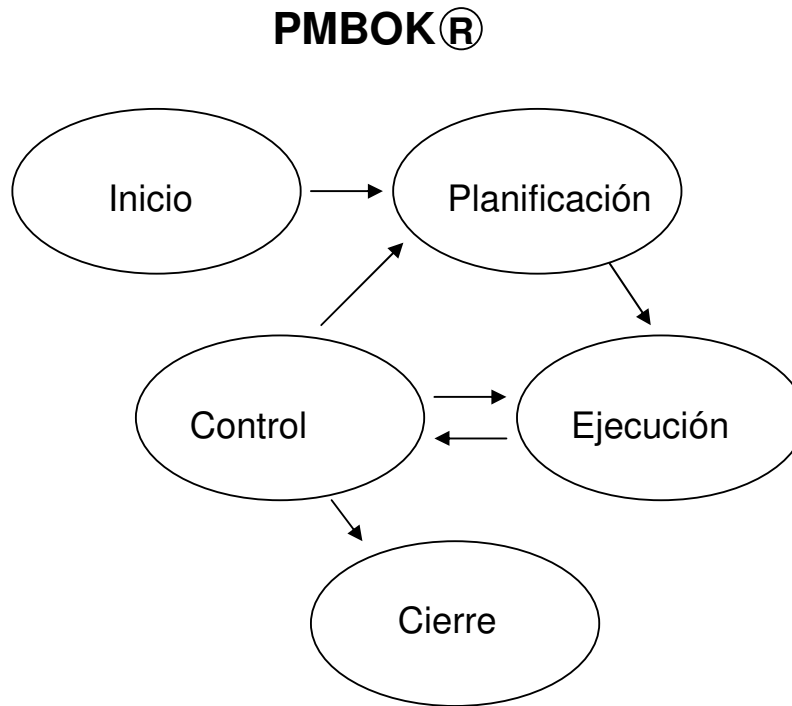 PMBOK®
Inicio
Planificación
Control
Ejecución
Cierre